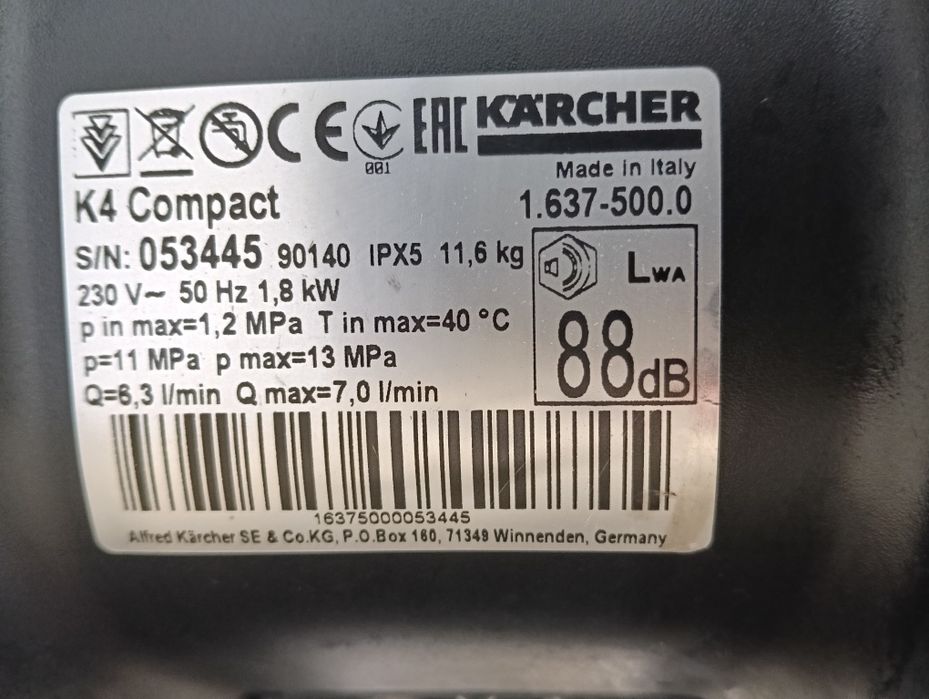 CE 001 EAC KÄRCHER
Made in Italy
K4 Compact 1.637-500.0
S/N: 053445 90140 IPX5 11,6 kg
LWA
230 V~ 50 Hz 1,8 kW
p in max=1,2 MPa T in max=40 °C
88dB
p=11 MPa p max=13 MPa
Q=6,3 l/min Q max=7,0 l/min
16375000053445
Alfred Kärcher SE & Co.KG, P.O.Box 160, 71349 Winnenden, Germany